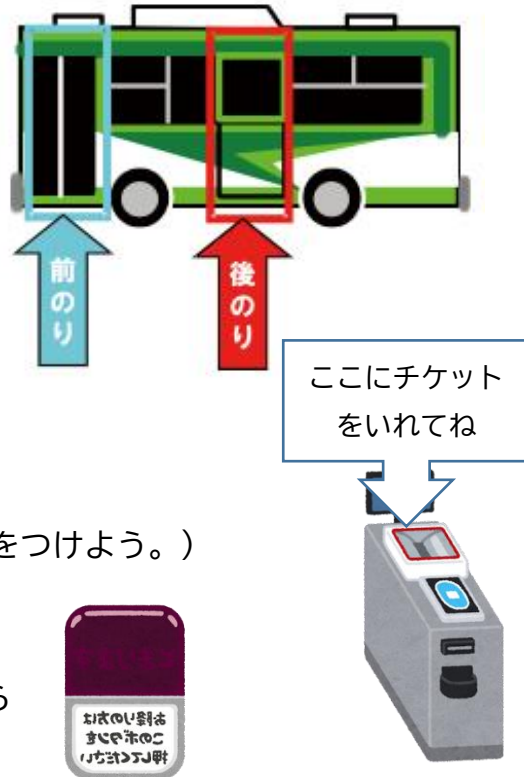 前のり
後のり
ここにチケット
をいれてね
をつけよう。）
ら
お降りの方は
このボタンを
押してください